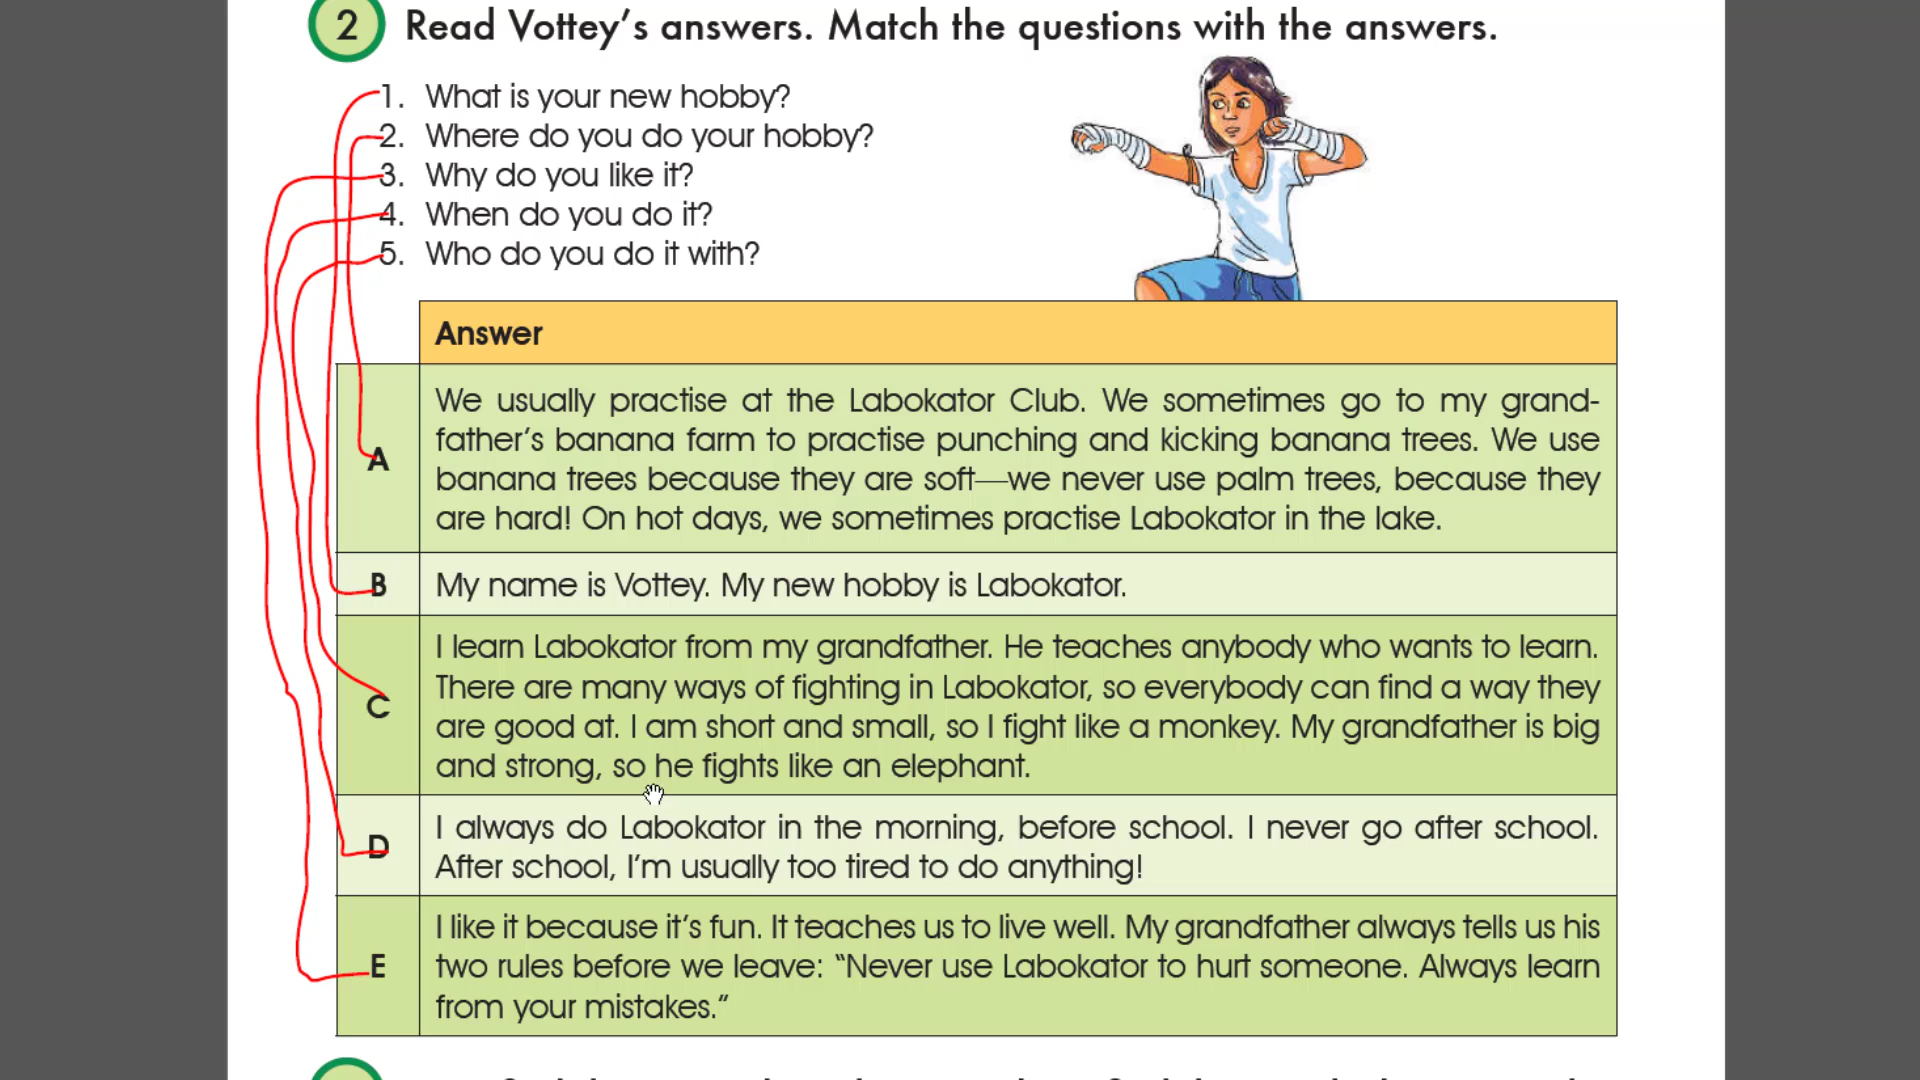 2 Read Vottey's answers. Match the questions with the answers.
1. What is your new hobby?
2. Where do you do your hobby?
3. Why do you like it?
4. When do you do it?
5. Who do you do it with?
Answer
A
We usually practise at the Labokator Club. We sometimes go to my grand-
father's banana farm to practise punching and kicking banana trees. We use
banana trees because they are soft—we never use palm trees, because they
are hard! On hot days, we sometimes practise Labokator in the lake.
B My name is Vottey. My new hobby is Labokator.
C
I learn Labokator from my grandfather. He teaches anybody who wants to learn.
There are many ways of fighting in Labokator, so everybody can find a way they
are good at. I am short and small, so I fight like a monkey. My grandfather is big
and strong, so he fights like an elephant.
D
I always do Labokator in the morning, before school. I never go after school.
After school, I'm usually too tired to do anything!
E
I like it because it's fun. It teaches us to live well. My grandfather always tells us his
two rules before we leave: “Never use Labokator to hurt someone. Always learn
from your mistakes.”